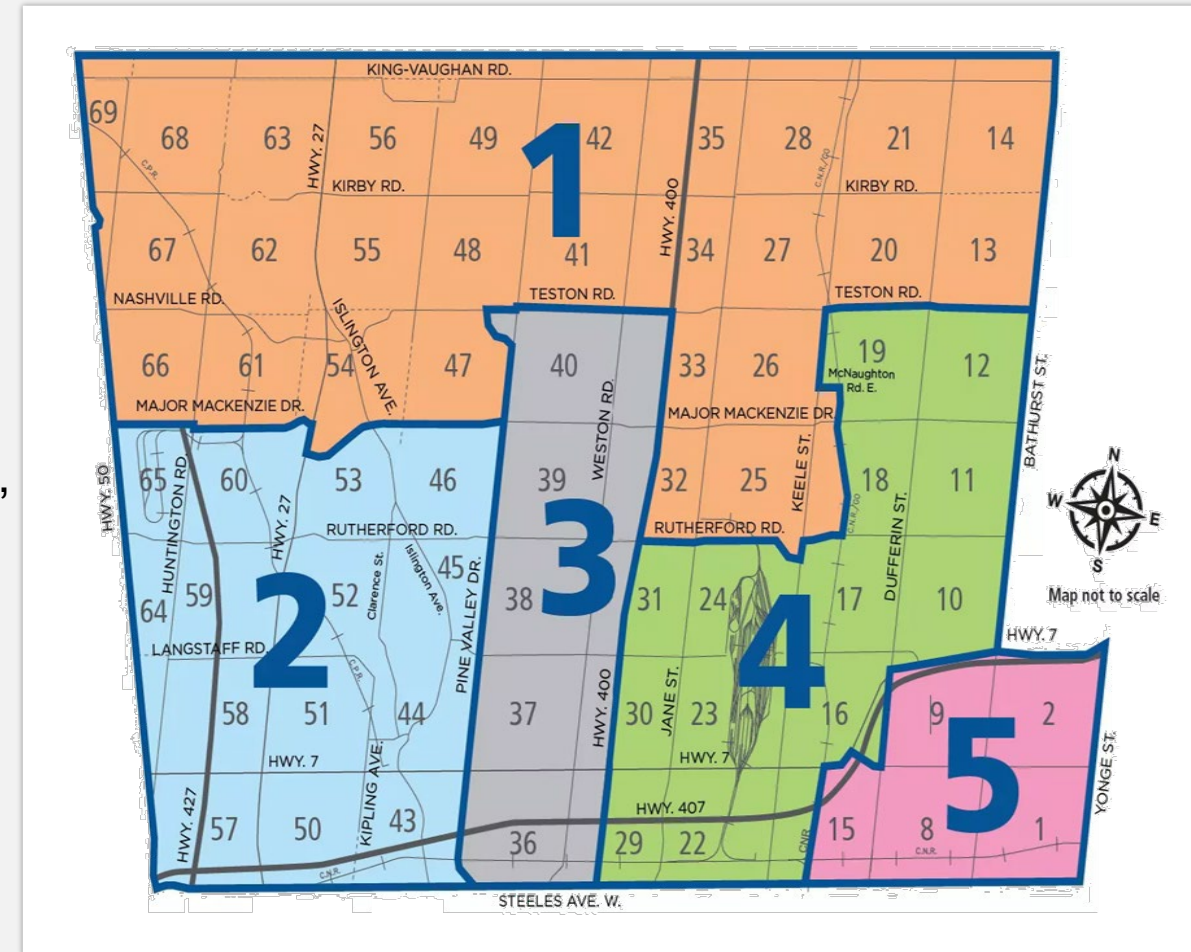 KING-VAUGHAN RD.
69
68
63
HWY. 27
56
49
1
42
35
28
21
14
C.P.R.
C.N.R./GO
KIRBY RD.
KIRBY RD.
HWY. 400
67
62
55
48
41
34
27
20
13
NASHVILLE RD.
TESTON RD.
TESTON RD.
ISLINGTON AVE.
66
61
54
47
40
33
26
19
McNaughton
Rd. E.
12
BATHURST ST.
MAJOR MACKENZIE DR.
WESTON RD.
MAJOR MACKENZIE DR.
HWY. 50
65
HUNTINGTON RD.
60
HWY. 27
53
46
39
32
25
KEELE ST.
18
C.N.R./GO
DUFFERIN ST.
11
N
W
E
S
RUTHERFORD RD.
RUTHERFORD RD.
,
64
59
2
52
Clarence St.
Islington Ave.
45
PINE VALLEY DR.
38
3
31
24
4
17
10
Map not to scale
LANGSTAFF RD.
C.P.R.
HWY. 7
58
51
44
37
HWY. 400
30
JANE ST.
23
16
9
5
2
HWY. 7
HWY. 7
YONGE ST.
HWY. 427
57
50
KIPLING AVE.
43
HWY. 407
36
29
22
CNR
15
8
1
C.N.R.
C.N.R.
STEELES AVE. W.